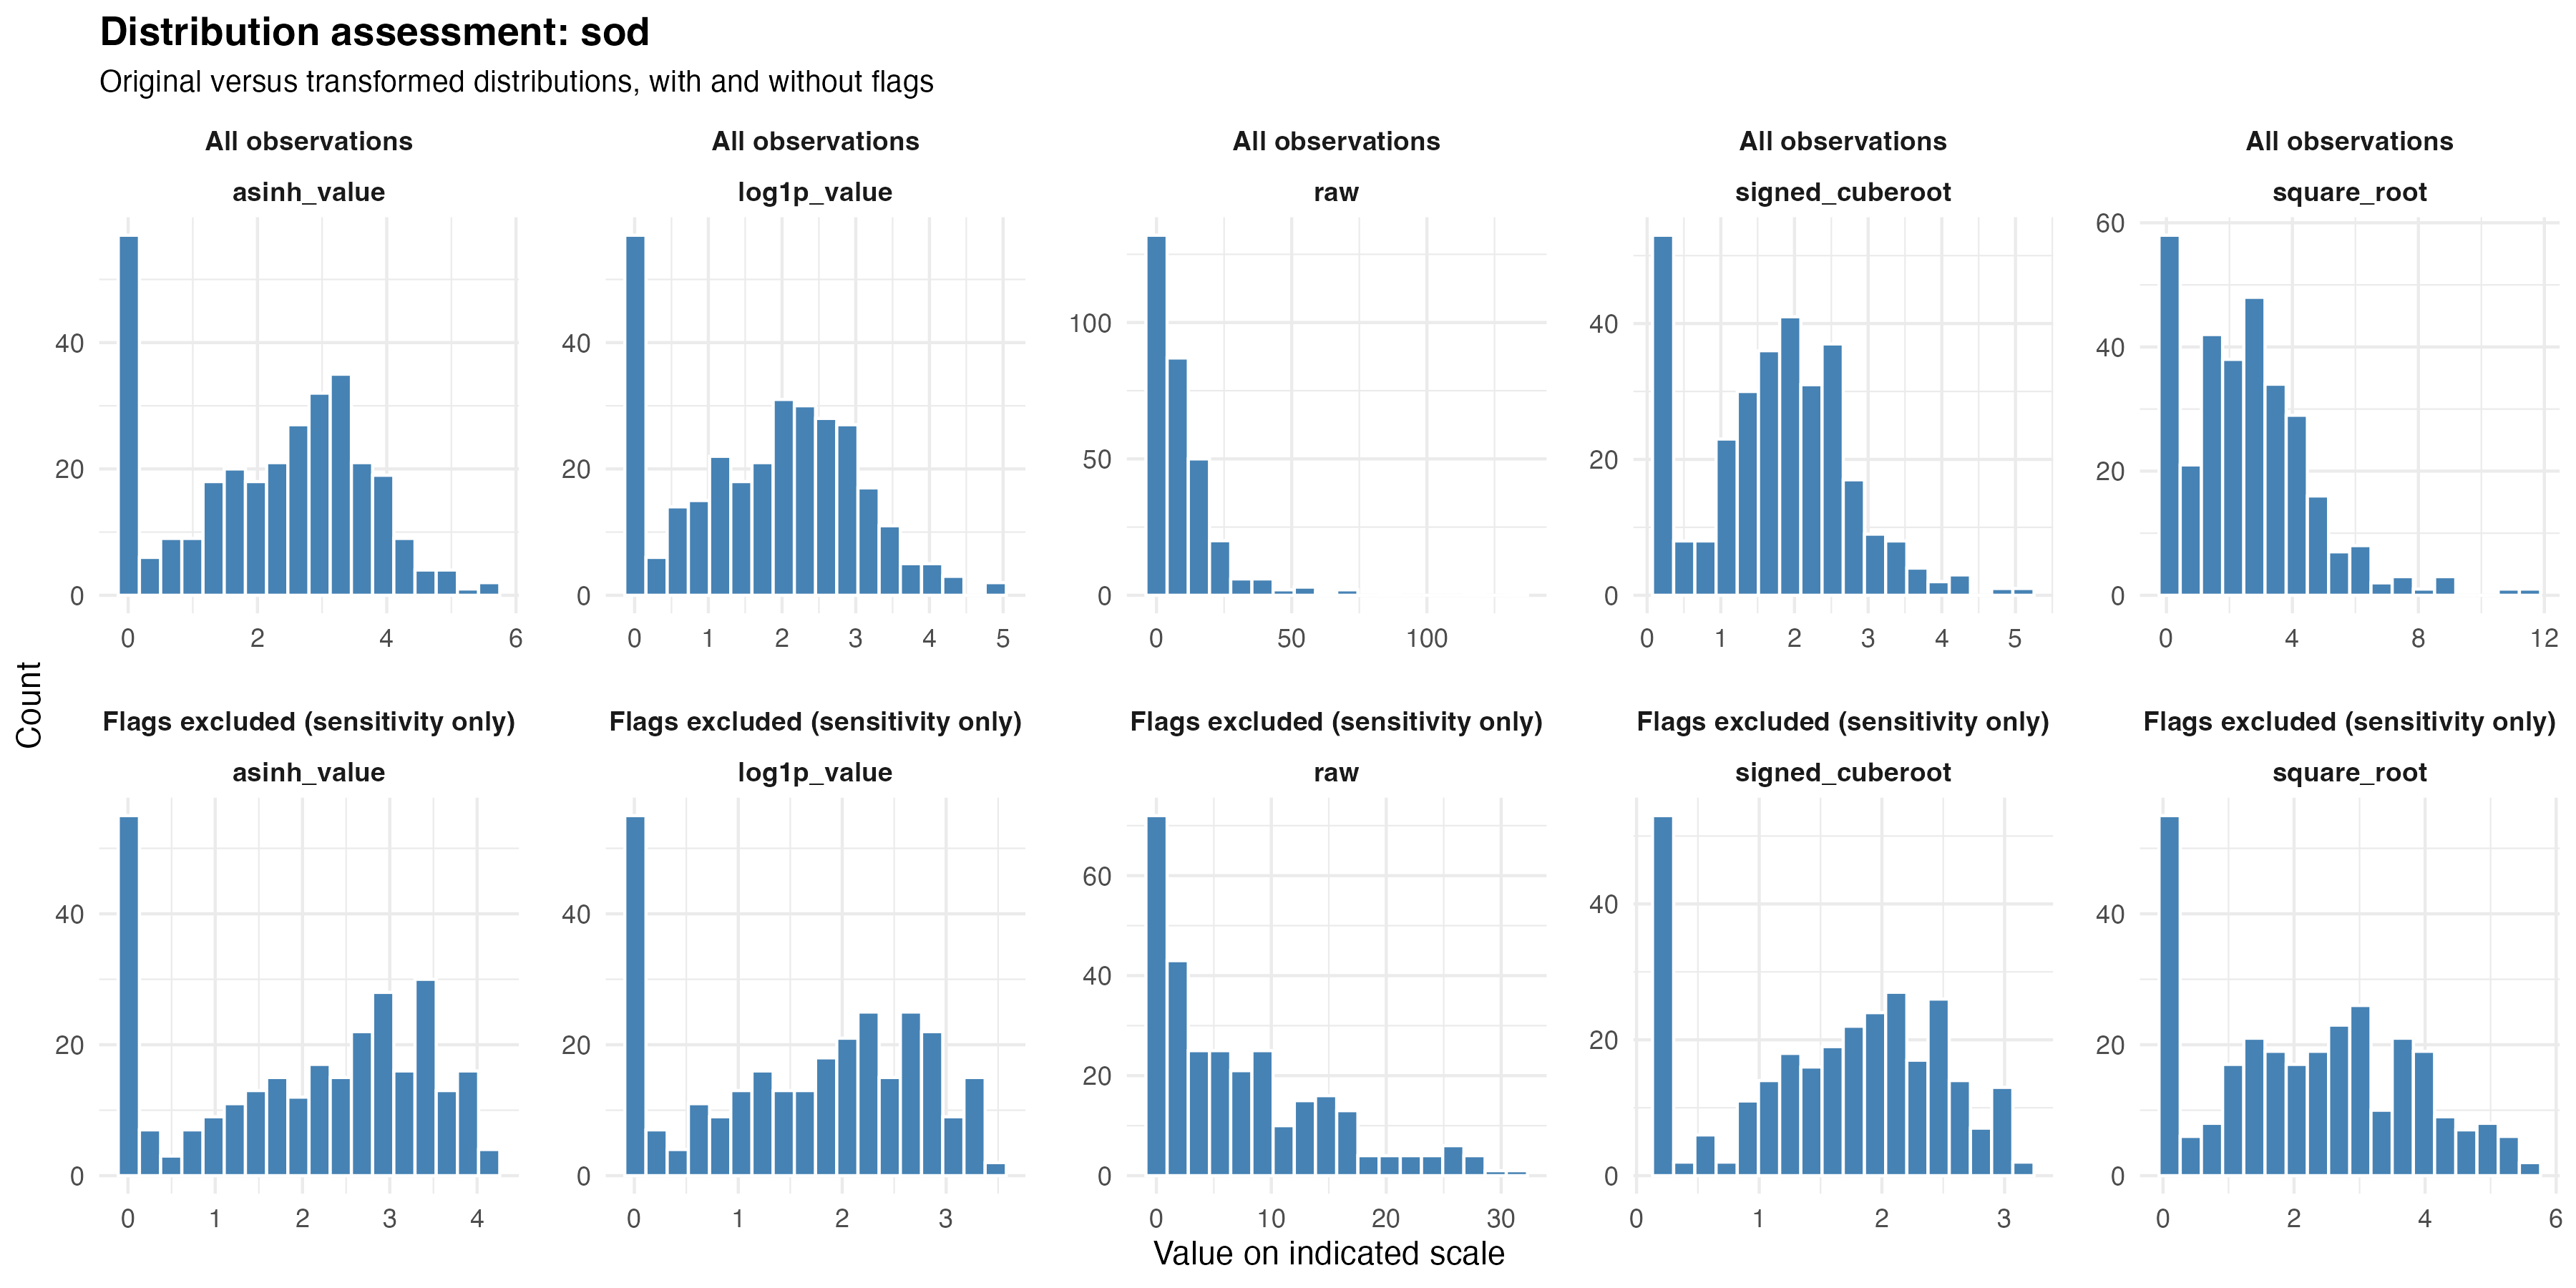 Distribution assessment: sod
Original versus transformed distributions, with and without flags
All observations All observations All observations All observations All observations
asinh_value log1p_value raw signed_cuberoot square_root
60
40 40 100 40 40
20 20 50 20 20
0 0 0 0 0
0 2 4 6 0 1 2 3 4 5 0 50 100 0 1 2 3 4 5 0 4 8 12
Count
Flags excluded (sensitivity only) Flags excluded (sensitivity only) Flags excluded (sensitivity only) Flags excluded (sensitivity only) Flags excluded (sensitivity only)
asinh_value log1p_value raw signed_cuberoot square_root
40 40 60 40 40
40
20 20 20 20 20
0 0 0 0 0
0 1 2 3 4 0 1 2 3 0 10 20 30 0 1 2 3 0 2 4 6
Value on indicated scale